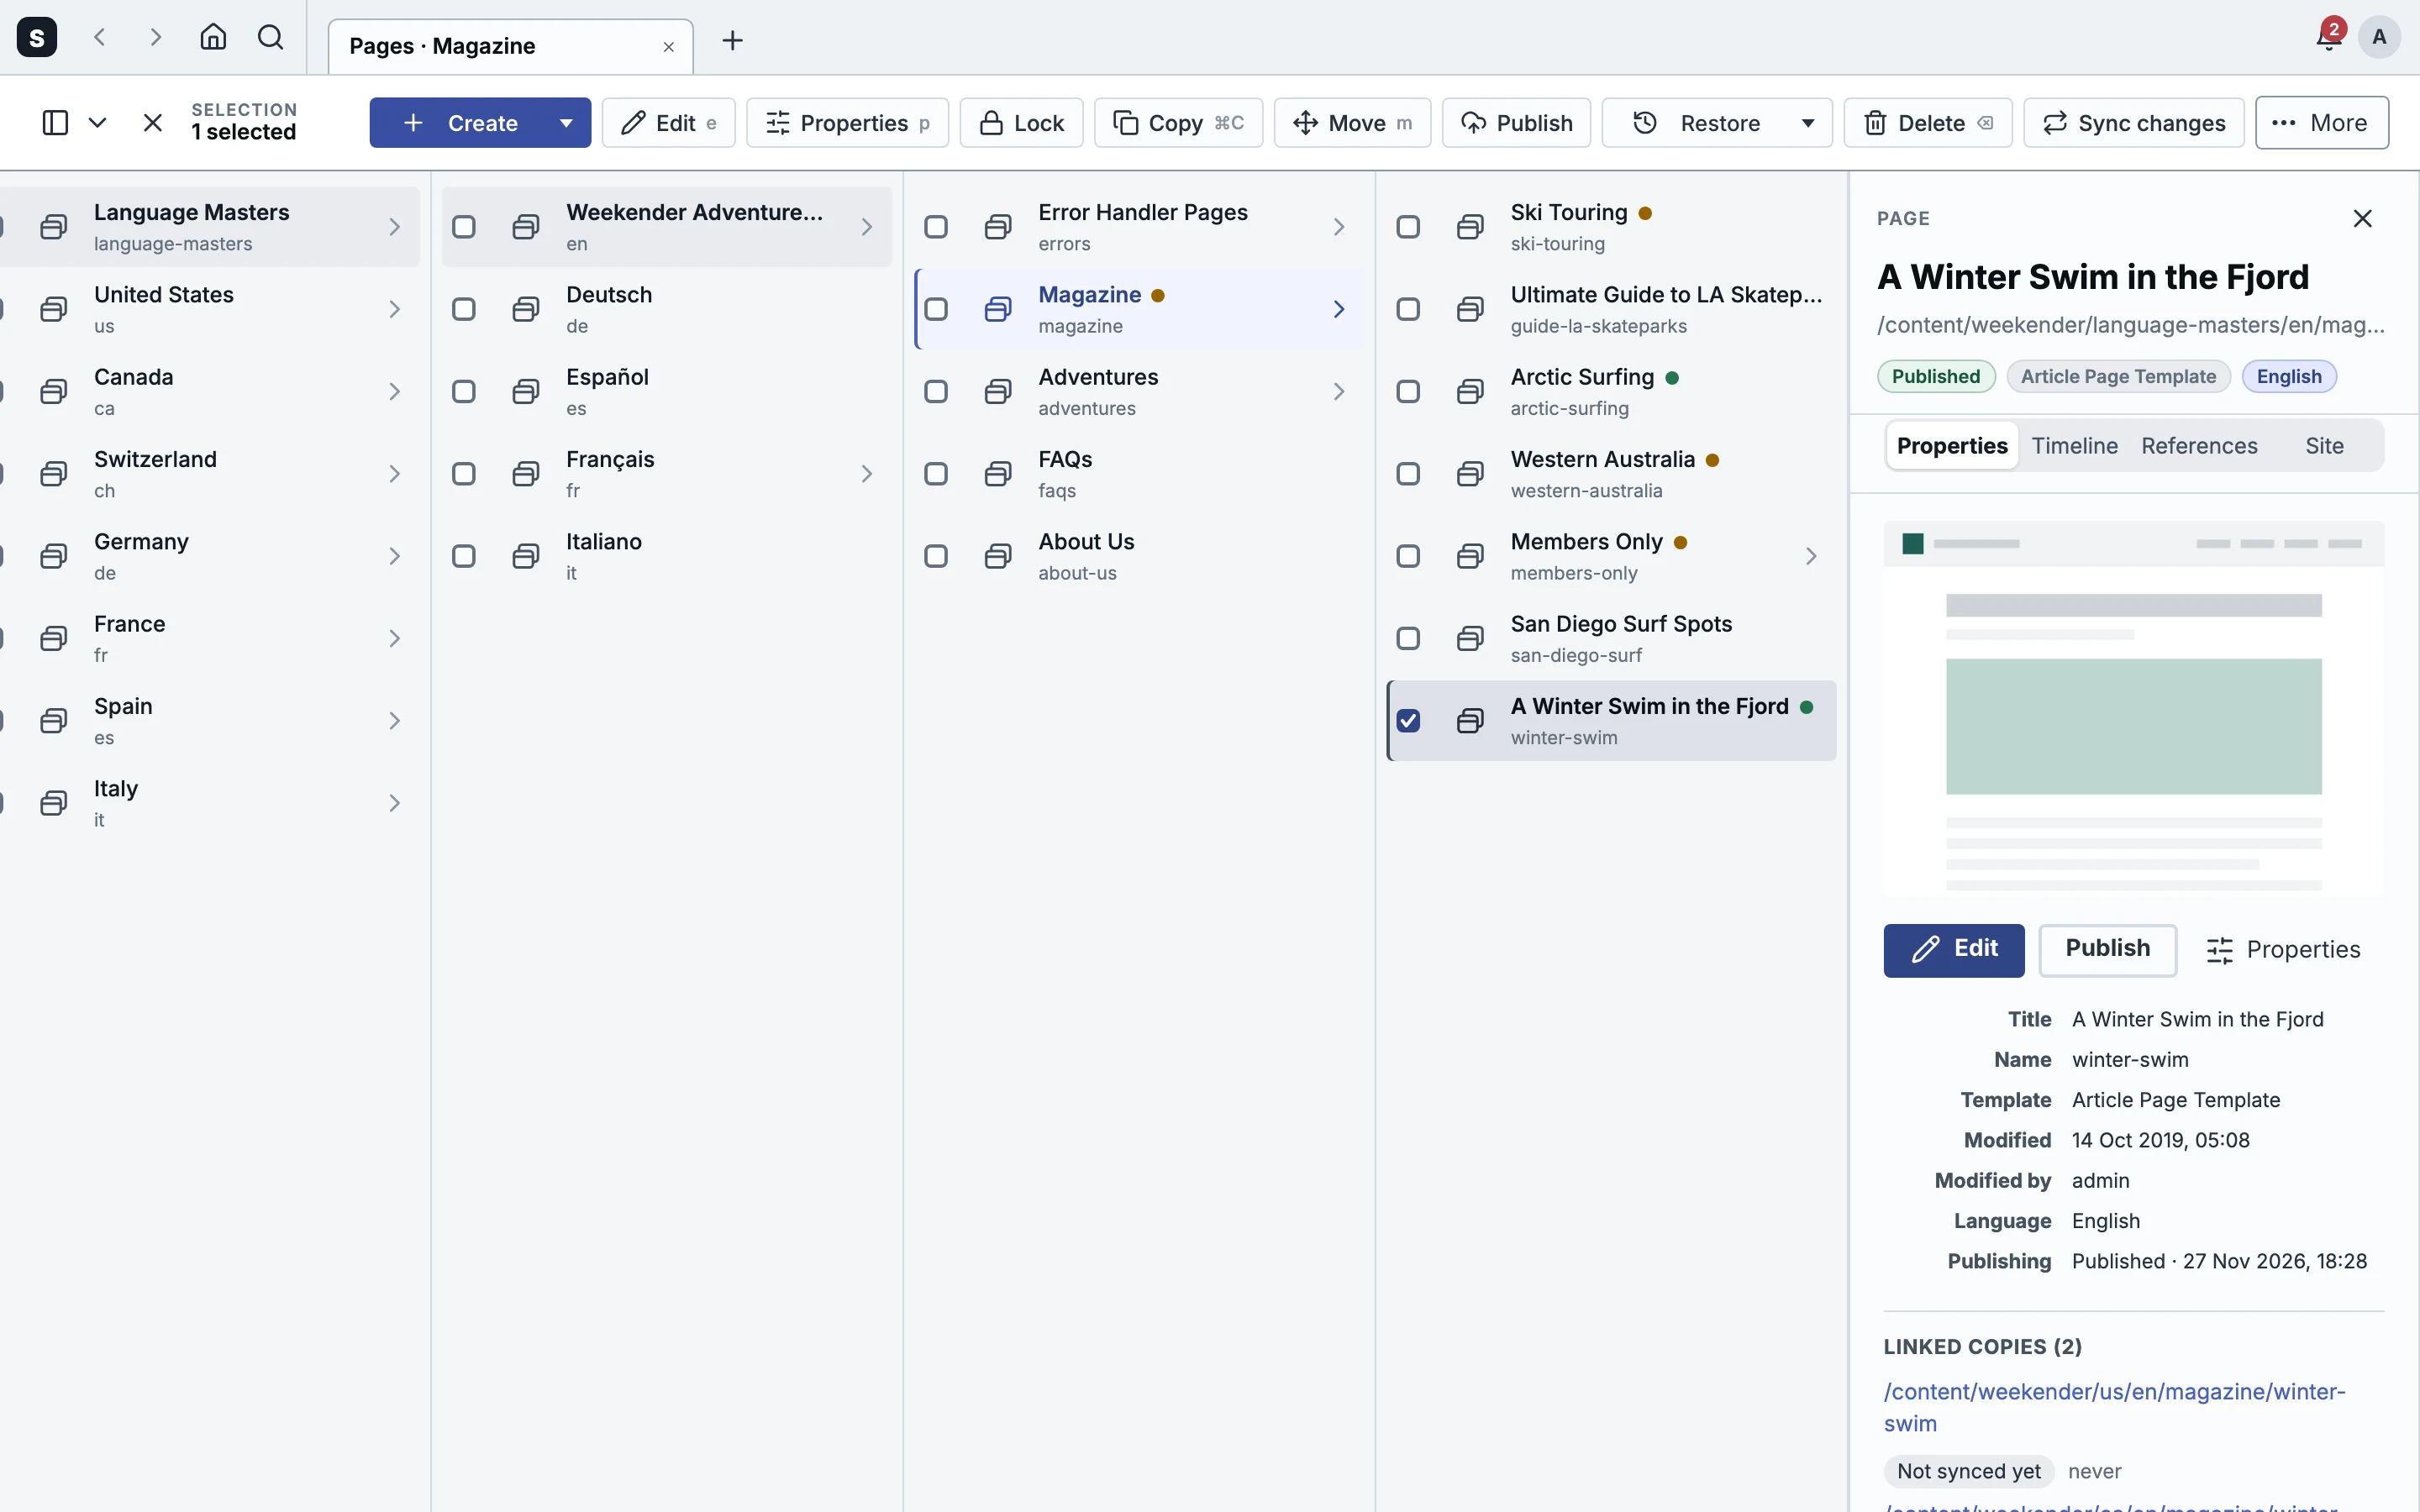 S
Pages · Magazine
2
A
SELECTION
1 selected
Create
Edit e
Properties p
Lock
Copy ⌘C
Move m
Publish
Restore
Delete
Sync changes
More
Language Masters
language-masters
United States
us
Canada
ca
Switzerland
ch
Germany
de
France
fr
Spain
es
Italy
it
Weekender Adventure...
en
Deutsch
de
Español
es
Français
fr
Italiano
it
Error Handler Pages
errors
Magazine
magazine
Adventures
adventures
FAQs
faqs
About Us
about-us
Ski Touring
ski-touring
Ultimate Guide to LA Skatep...
guide-la-skateparks
Arctic Surfing
arctic-surfing
Western Australia
western-australia
Members Only
members-only
San Diego Surf Spots
san-diego-surf
A Winter Swim in the Fjord
winter-swim
PAGE
A Winter Swim in the Fjord
/content/weekender/language-masters/en/mag...
Published
Article Page Template
English
Properties
Timeline
References
Site
Edit
Publish
Properties
Title A Winter Swim in the Fjord
Name winter-swim
Template Article Page Template
Modified 14 Oct 2019, 05:08
Modified by admin
Language English
Publishing Published · 27 Nov 2026, 18:28
LINKED COPIES (2)
/content/weekender/us/en/magazine/winter-
swim
Not synced yet never